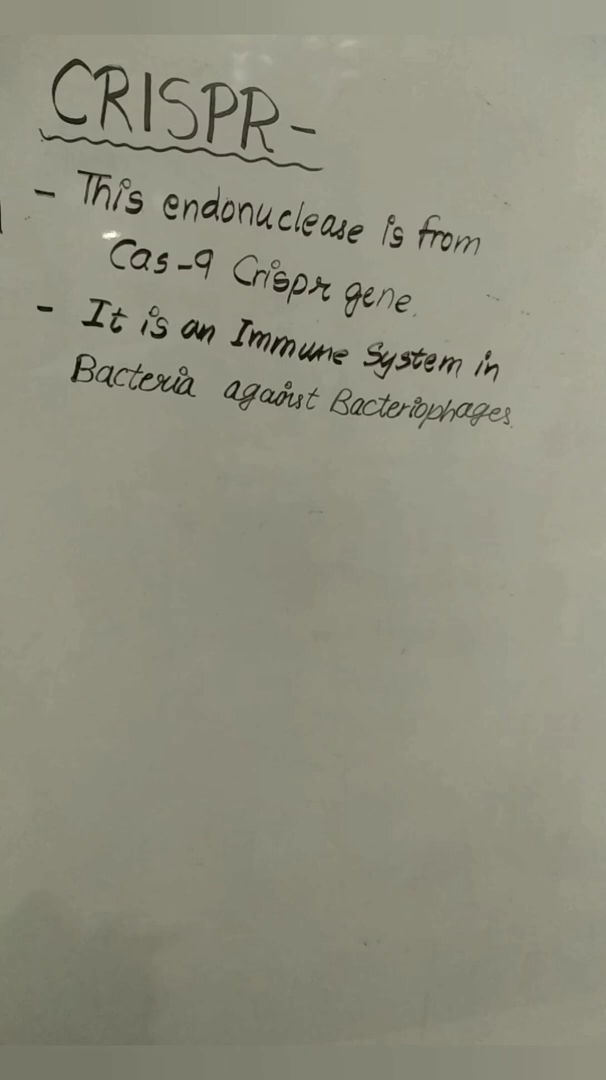 CRISPR-
- This endonuclease is from
Cas-9 Crispr gene.
- It is an Immune System in
Bacteria against Bacteriophages.